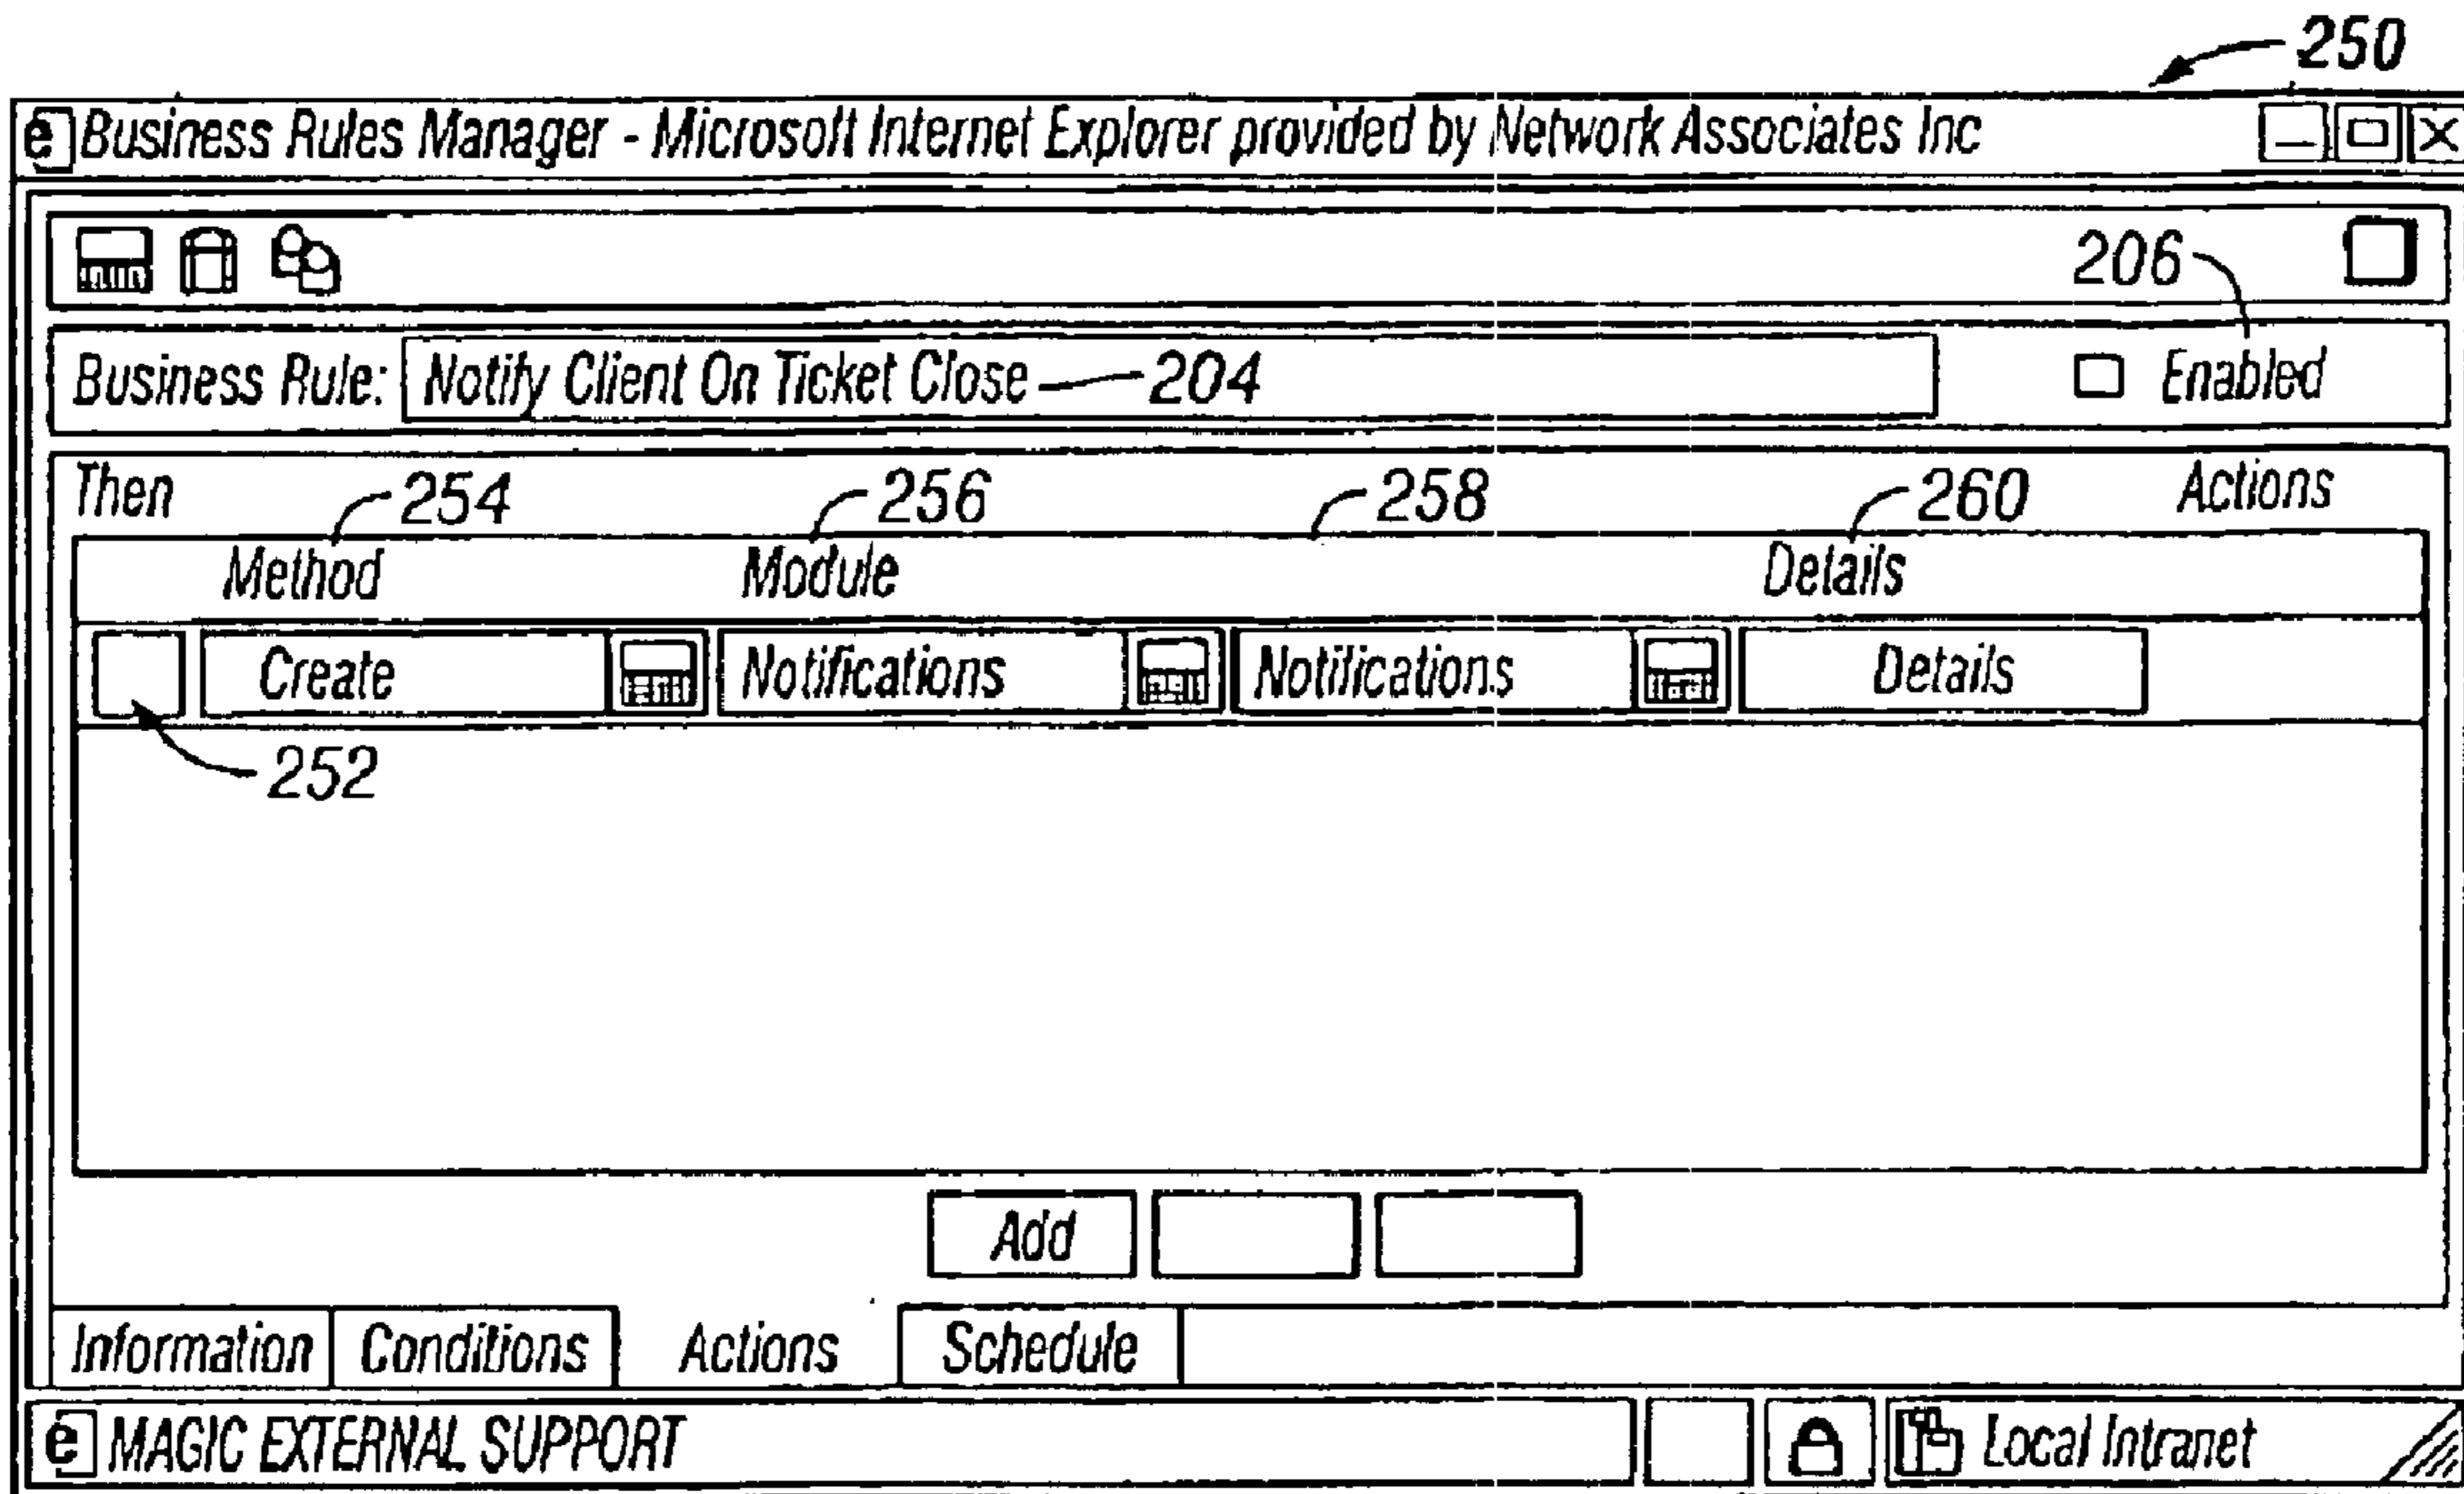 250
Business Rules Manager - Microsoft Internet Explorer provided by Network Associates Inc
206
Business Rule: Notify Client On Ticket Close 204 Enabled
Then 254 256 258 260 Actions
Method Module Details
Create Notifications Notifications Details
252
Add
Information Conditions Actions Schedule
MAGIC EXTERNAL SUPPORT Local Intranet